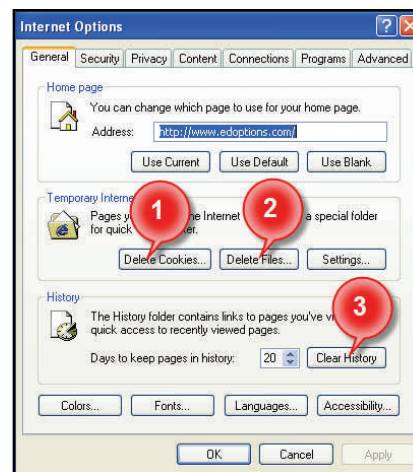 Internet Options
General Security Privacy Content Connections Programs Advanced
Home page
You can change which page to use for your home page.
Address: http://www.edoptions.com/
Use Current Use Default Use Blank
Temporary Interne
1 2
Pages y the Internet a special folder
for quick
Delete Cookies... Delete Files... Settings...
History
3
The History folder contains links to pages you've vi
quick access to recently viewed pages.
Days to keep pages in history: 20 Clear History
Colors... Fonts... Languages... Accessibility...
OK Cancel Apply